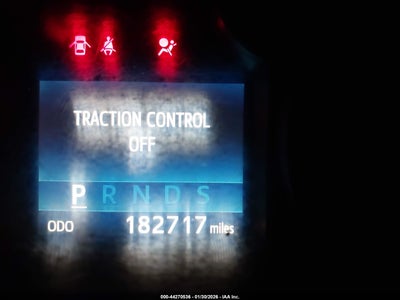 TRACTION CONTROL
OFF
P R N D S
ODO 182717 miles
000-44270536 - 01/30/2026 - IAA Inc.